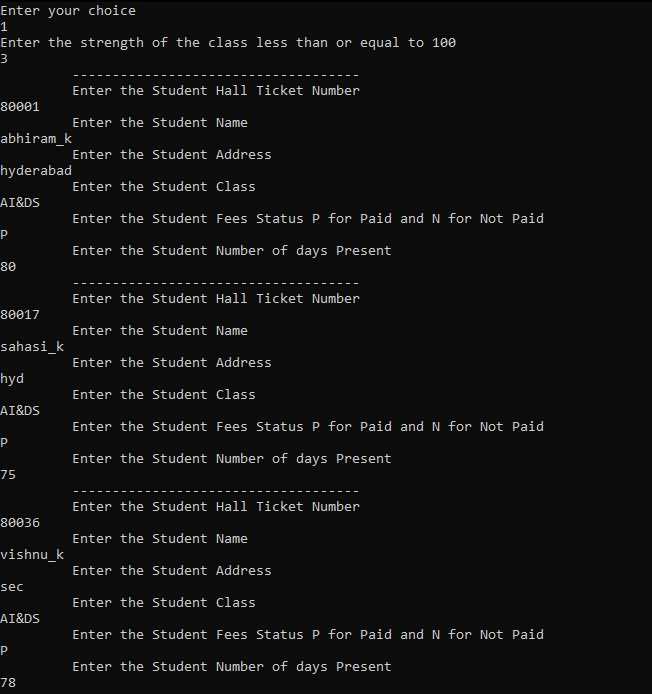 Enter your choice
1
Enter the strength of the class less than or equal to 100
3
------------------------------------
Enter the Student Hall Ticket Number
80001
Enter the Student Name
abhiram_k
Enter the Student Address
hyderabad
Enter the Student Class
AI&DS
Enter the Student Fees Status P for Paid and N for Not Paid
P
Enter the Student Number of days Present
80
------------------------------------
Enter the Student Hall Ticket Number
80017
Enter the Student Name
sahasi_k
Enter the Student Address
hyd
Enter the Student Class
AI&DS
Enter the Student Fees Status P for Paid and N for Not Paid
P
Enter the Student Number of days Present
75
------------------------------------
Enter the Student Hall Ticket Number
80036
Enter the Student Name
vishnu_k
Enter the Student Address
sec
Enter the Student Class
AI&DS
Enter the Student Fees Status P for Paid and N for Not Paid
P
Enter the Student Number of days Present
78